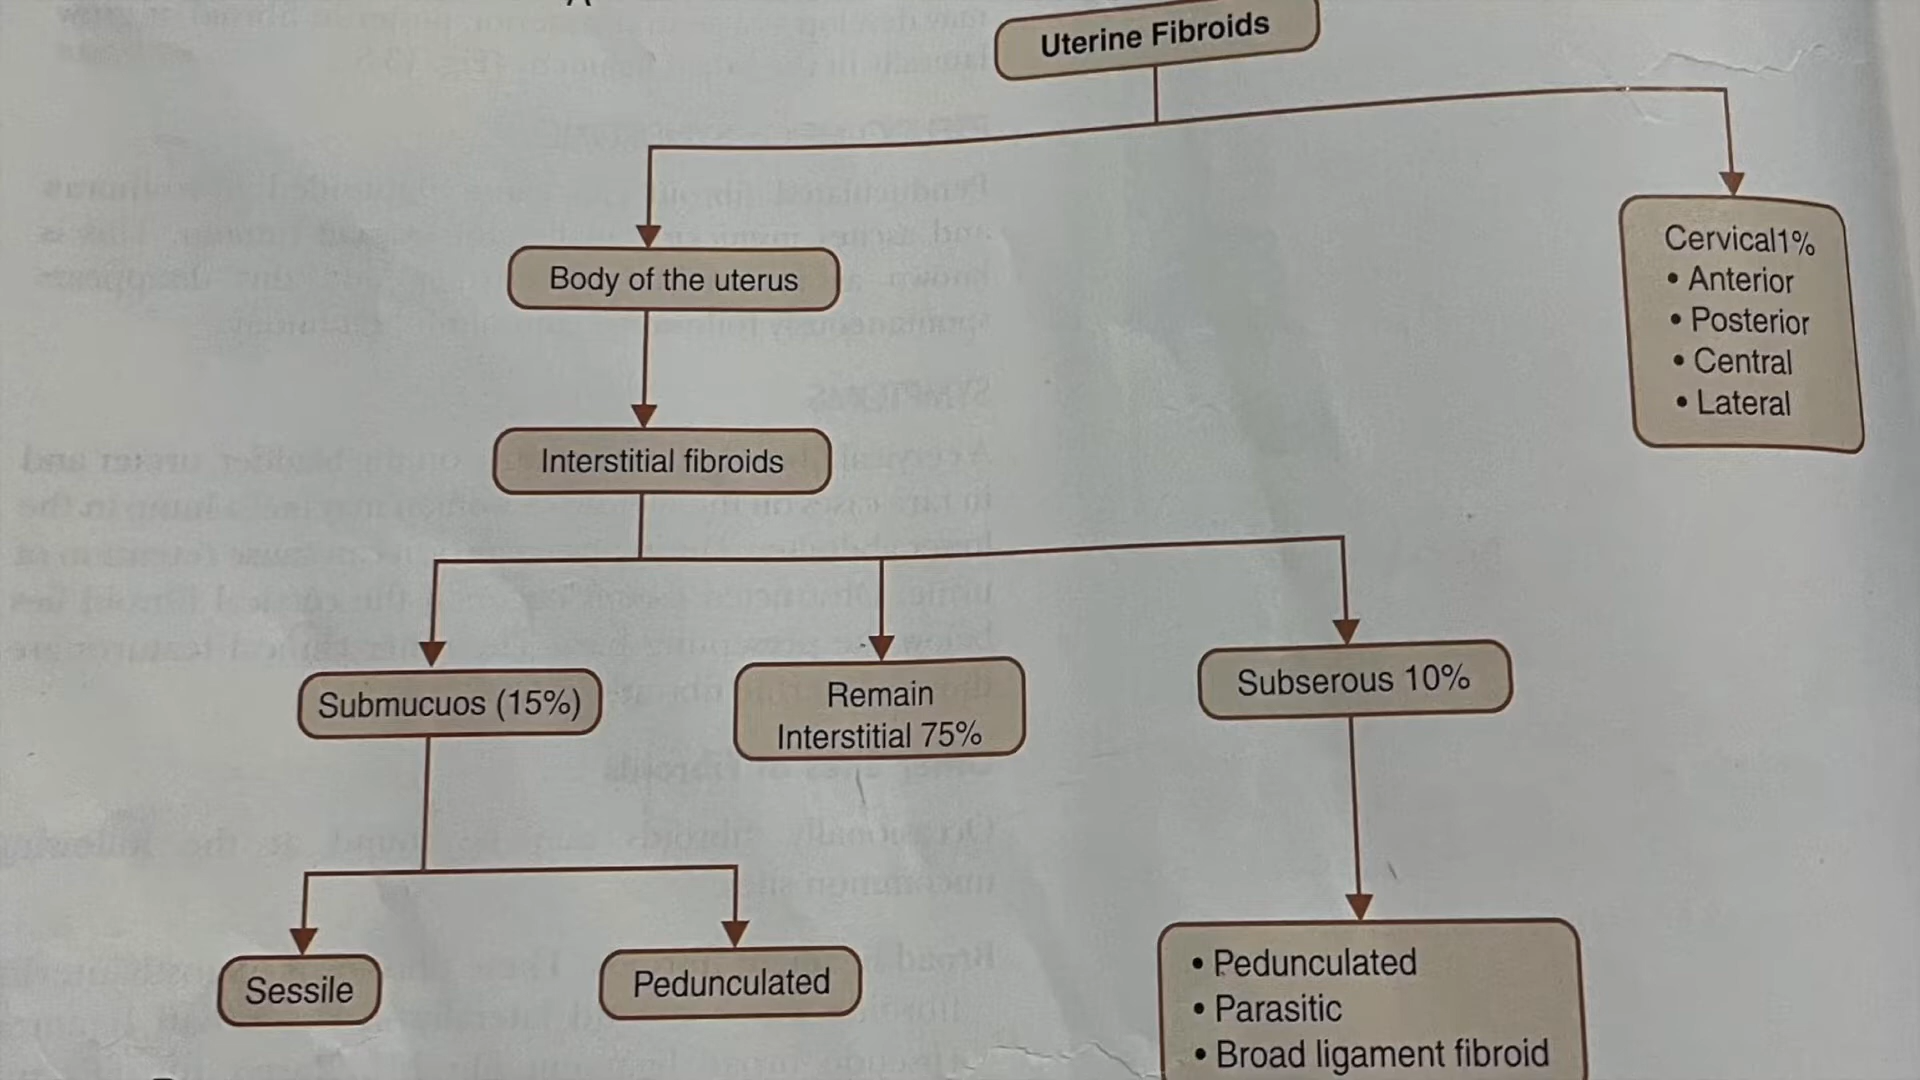 Uterine Fibroids
Body of the uterus
Cervical1%
• Anterior
• Posterior
• Central
• Lateral
Interstitial fibroids
Submucuos (15%)
Remain
Interstitial 75%
Subserous 10%
Sessile
Pedunculated
• Pedunculated
• Parasitic
• Broad ligament fibroid